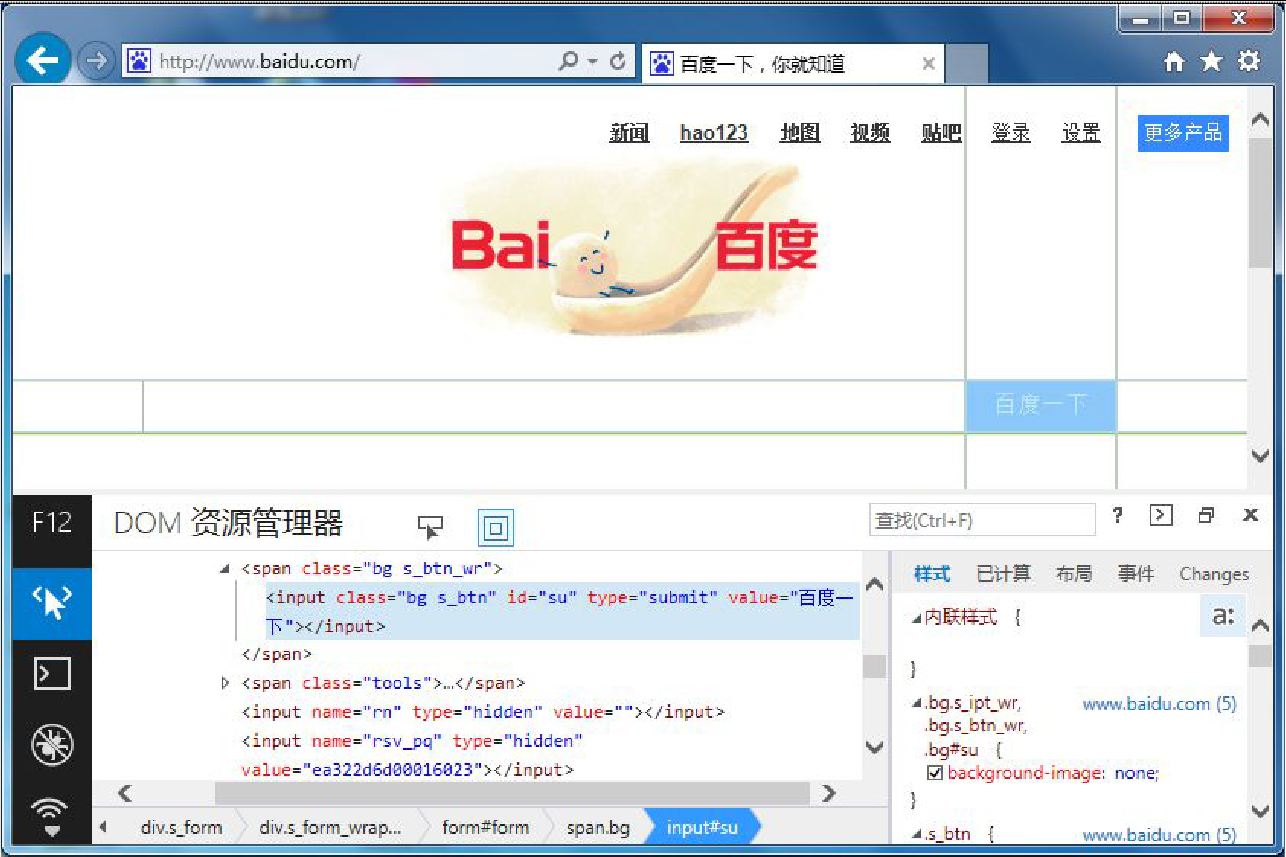 http://www.baidu.com/
百度一下，你就知道
新闻 hao123 地图 视频 贴吧 登录 设置 更多产品
Bai 百度
百度一下
F12
DOM 资源管理器
查找(Ctrl+F)
?
<span class="bg s_btn_wr">
<input class="bg s_btn" id="su" type="submit" value="百度一
下"></input>
</span>
<span class="tools">…</span>
<input name="rn" type="hidden" value=""></input>
<input name="rsv_pq" type="hidden"
value="ea322d6d00016023"></input>
div.s_form div.s_form_wrap... form#form span.bg input#su
样式 已计算 布局 事件 Changes
a:
内联样式 {
}
.bg.s_ipt_wr, www.baidu.com (5)
.bg.s_btn_wr,
.bg#su {
background-image: none;
}
.s_btn { www.baidu.com (5)